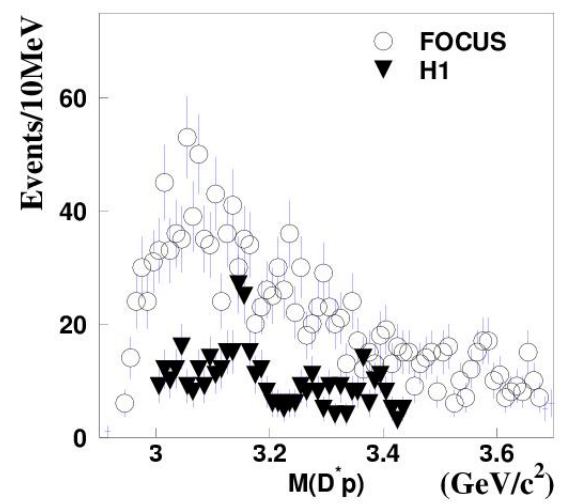 FOCUS
H1
Events/10MeV
60
40
20
0
3
3.2
3.4
3.6
M(D*p)
(GeV/c²)